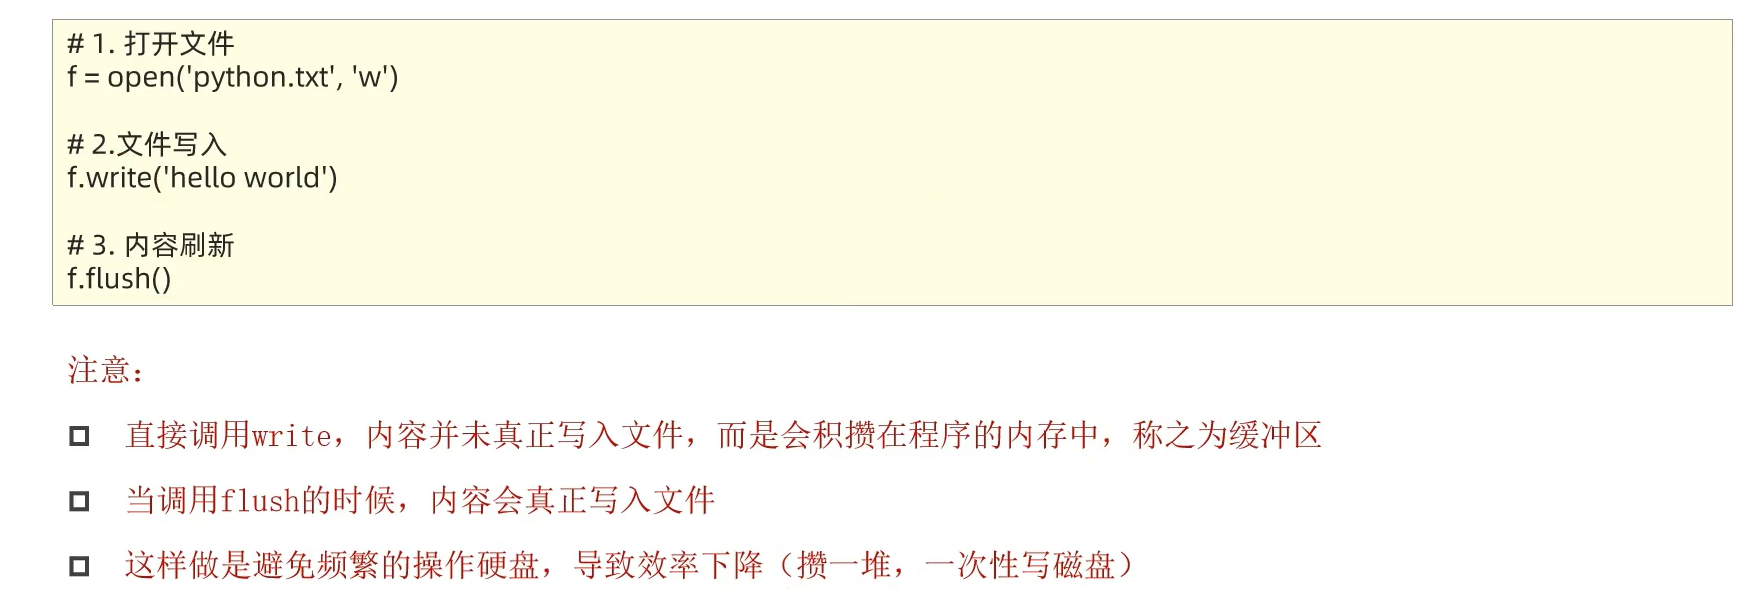 # 1. 打开文件
f = open('python.txt', 'w')
# 2.文件写入
f.write('hello world')
# 3. 内容刷新
f.flush()
注意：
直接调用write，内容并未真正写入文件，而是会积攒在程序的内存中，称之为缓冲区
当调用flush的时候，内容会真正写入文件
这样做是避免频繁的操作硬盘，导致效率下降（攒一堆，一次性写磁盘）